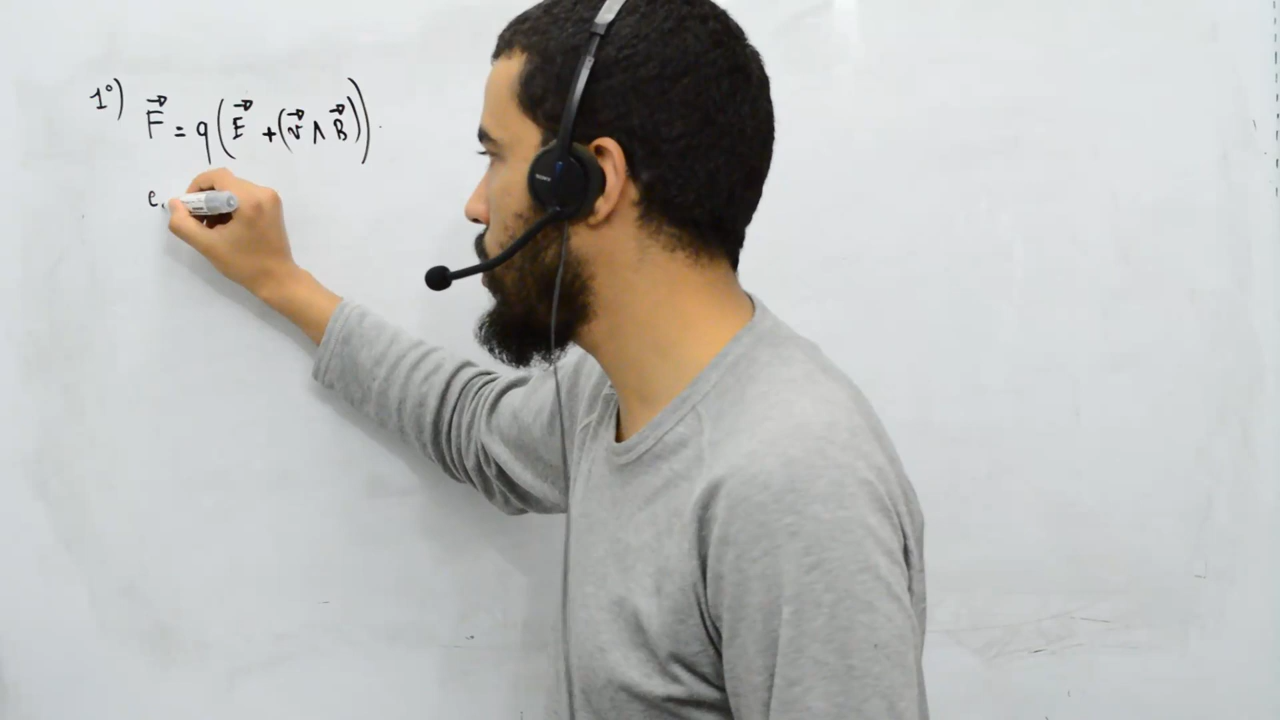 1°) F⃗ = q(E⃗ + (v⃗ ∧ B⃗)).
e.